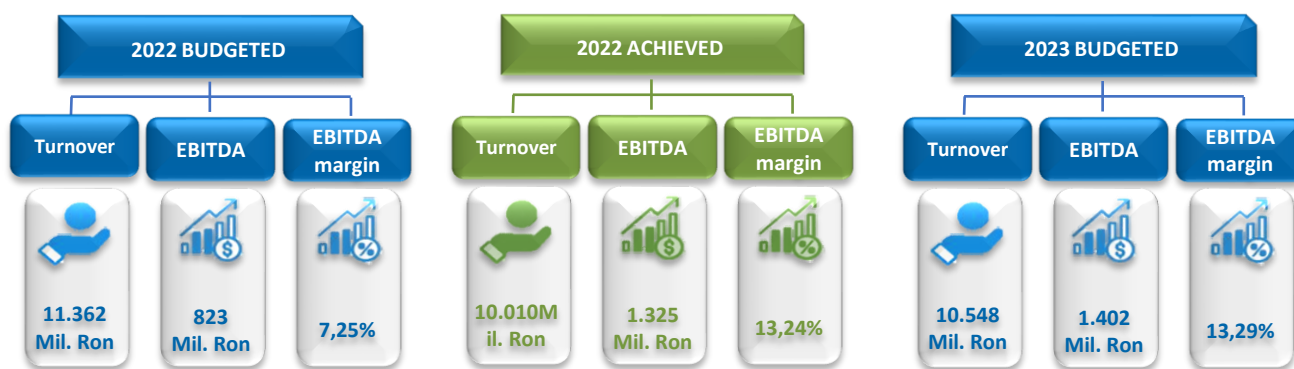 2022 BUDGETED
Turnover
EBITDA
EBITDA
margin
11.362
Mil. Ron
823
Mil. Ron
7,25%
2022 ACHIEVED
Turnover
EBITDA
EBITDA
margin
10.010M
il. Ron
1.325
Mil. Ron
13,24%
2023 BUDGETED
Turnover
EBITDA
EBITDA
margin
10.548
Mil. Ron
1.402
Mil. Ron
13,29%